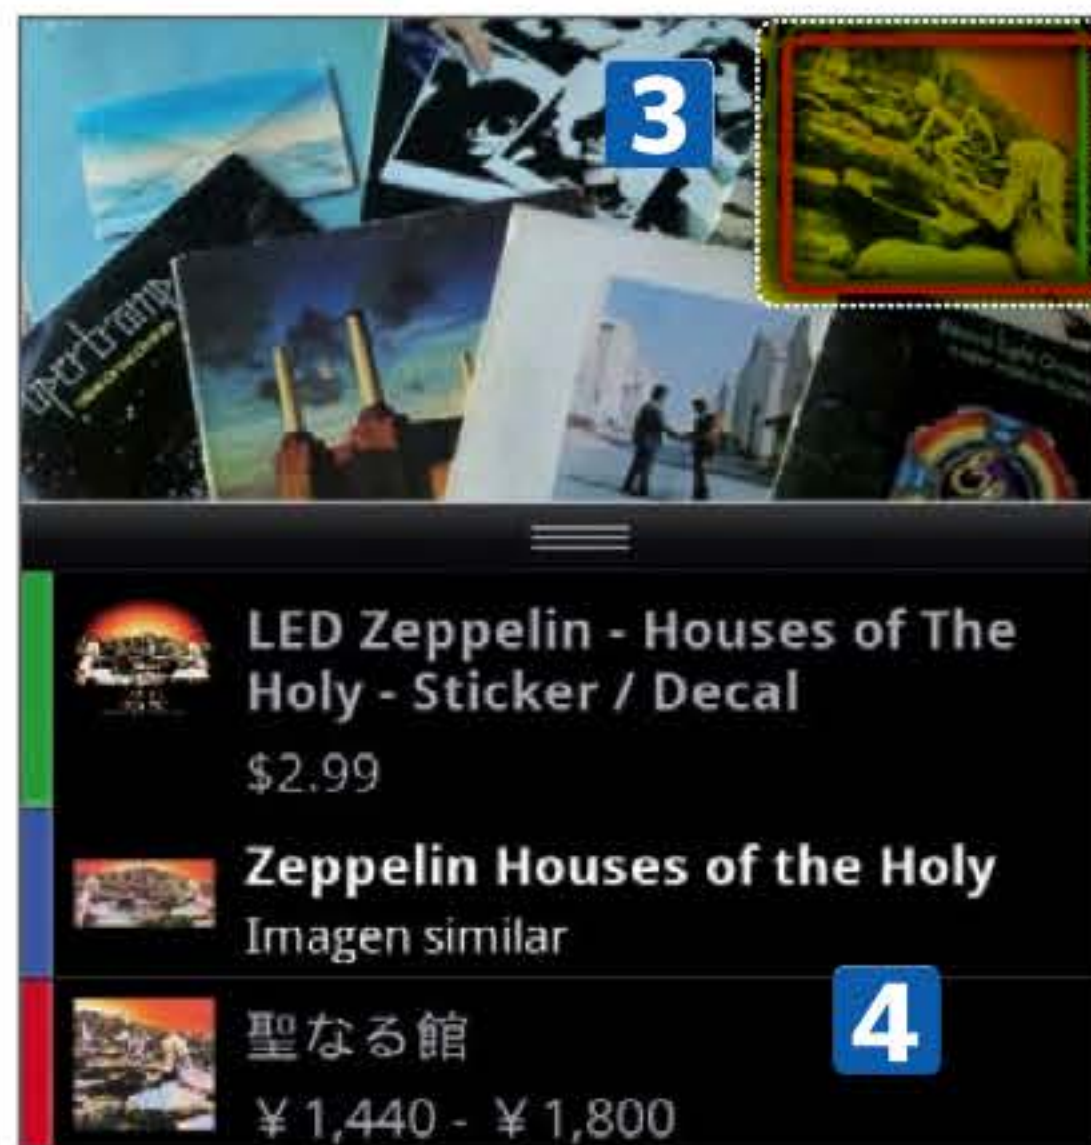 3
upertramp
LED Zeppelin - Houses of The
Holy - Sticker / Decal
$2.99
Zeppelin Houses of the Holy
Imagen similar
4
聖なる館
¥ 1,440 - ¥ 1,800